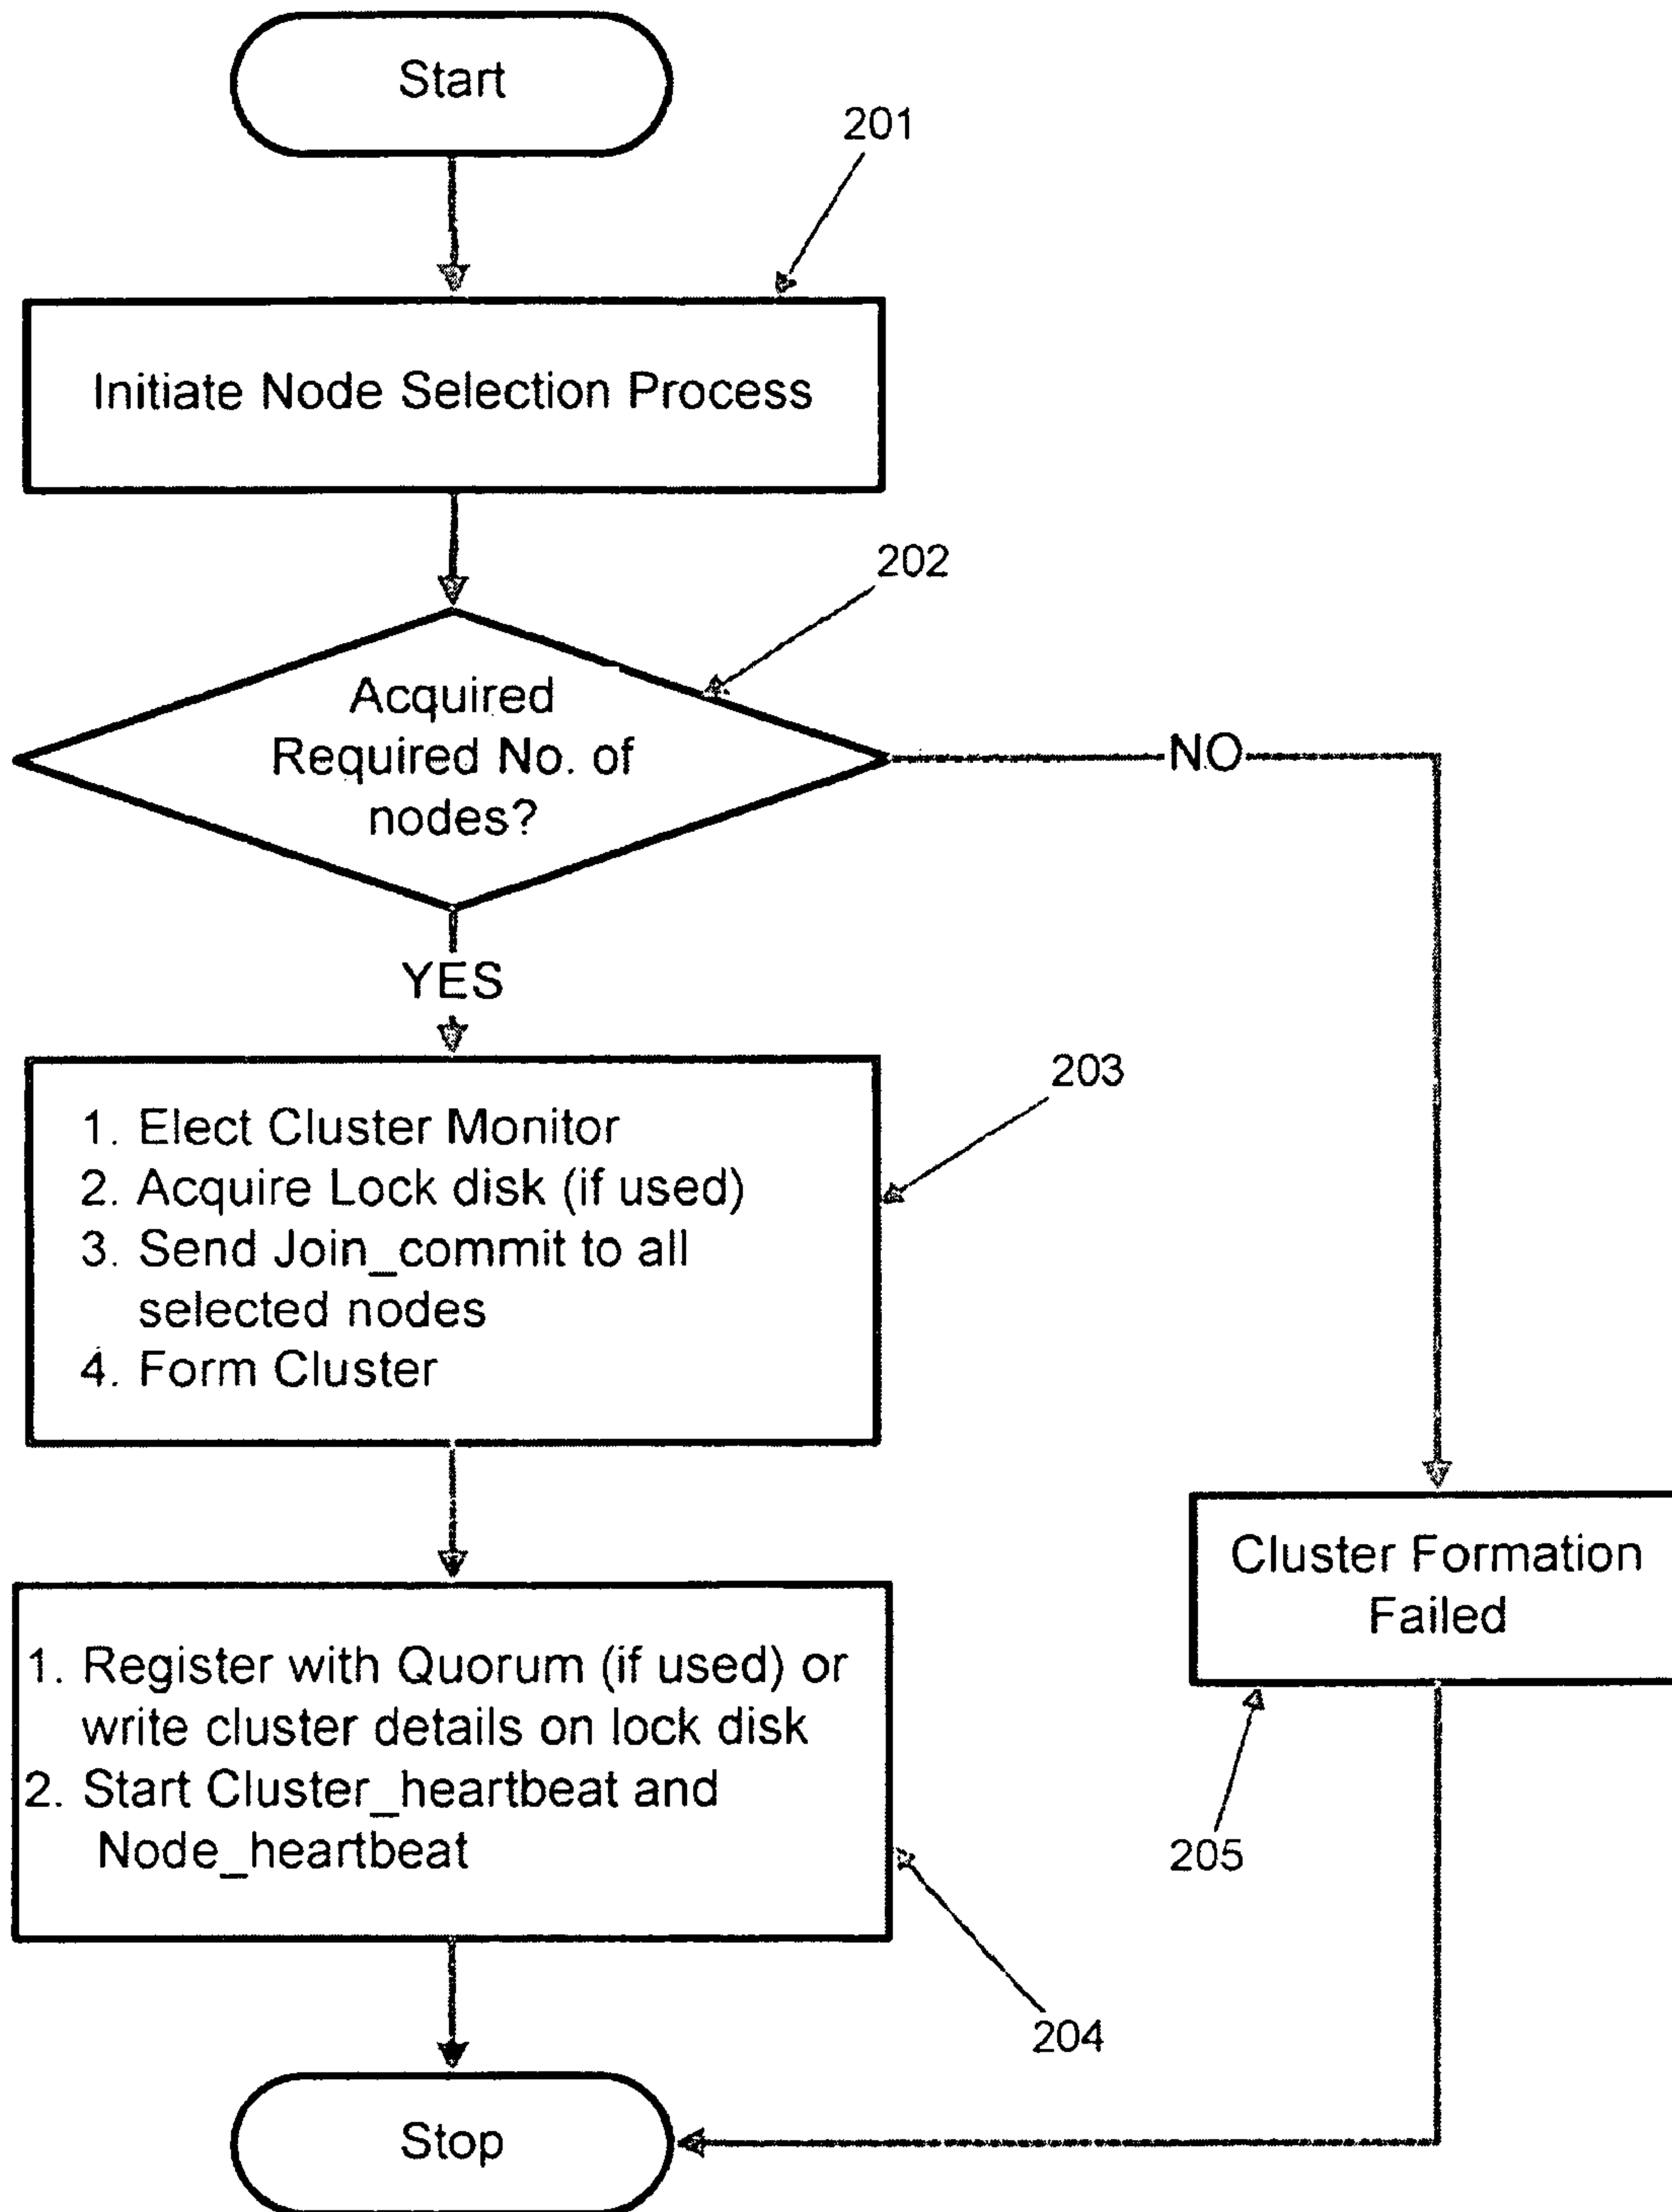 Start
201
Initiate Node Selection Process
202
Acquired
Required No. of
nodes?
NO
YES
203
1. Elect Cluster Monitor
2. Acquire Lock disk (if used)
3. Send Join_commit to all
selected nodes
4. Form Cluster
Cluster Formation
Failed
1. Register with Quorum (if used) or
write cluster details on lock disk
2. Start Cluster_heartbeat and
Node_heartbeat
205
204
Stop